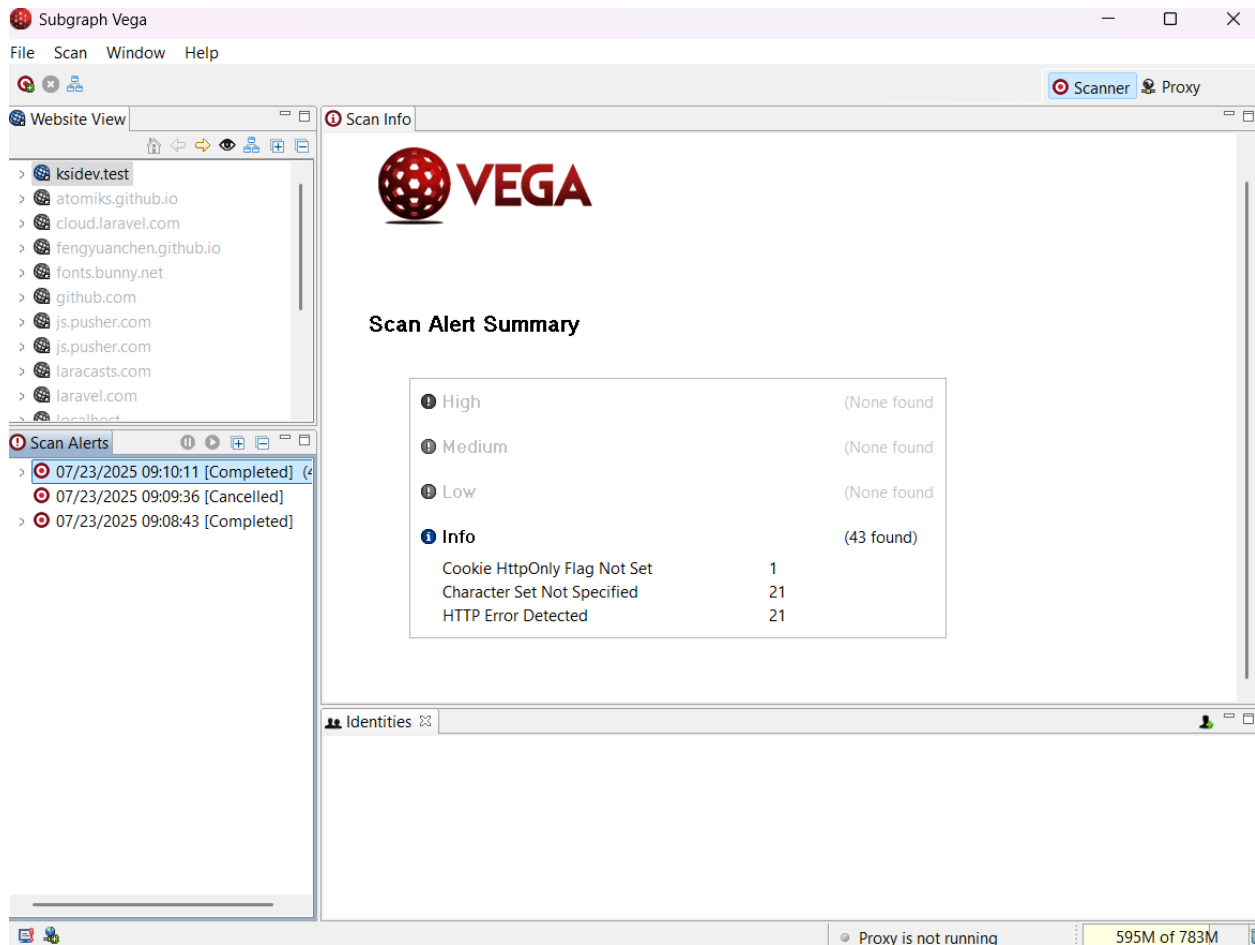 Subgraph Vega
File Scan Window Help
Scanner Proxy
Website View
ksidev.test
atomiks.github.io
cloud.laravel.com
fengyuanchen.github.io
fonts.bunny.net
github.com
js.pusher.com
js.pusher.com
laracasts.com
laravel.com
localhost
Scan Alerts
07/23/2025 09:10:11 [Completed] (4
07/23/2025 09:09:36 [Cancelled]
07/23/2025 09:08:43 [Completed]
Scan Info
VEGA
Scan Alert Summary
High (None found
Medium (None found
Low (None found
Info (43 found)
Cookie HttpOnly Flag Not Set 1
Character Set Not Specified 21
HTTP Error Detected 21
Identities
Proxy is not running 595M of 783M